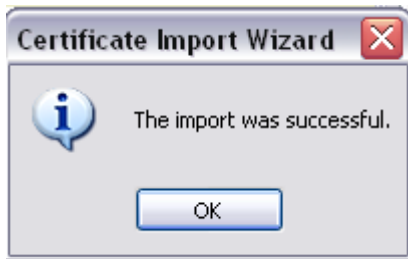 Certificate Import Wizard
The import was successful.
OK